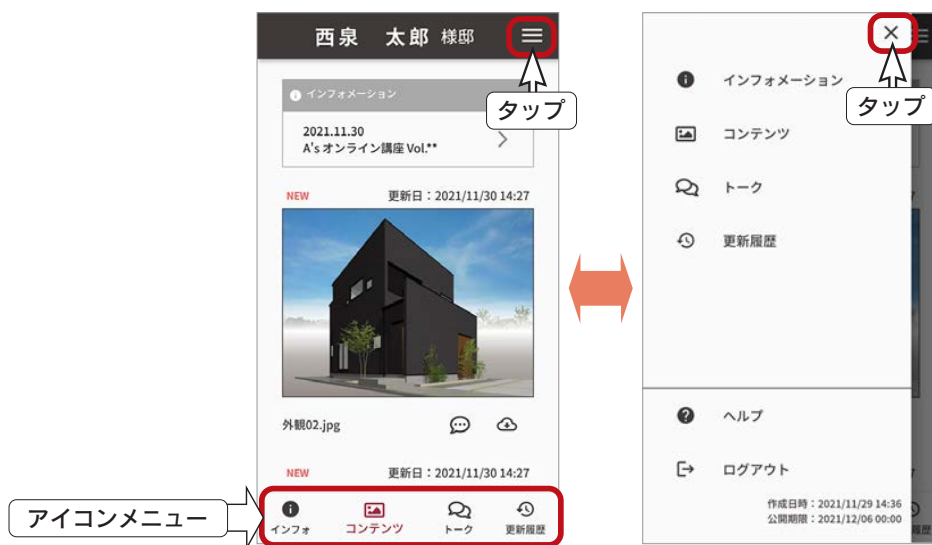 西泉 太郎 様邸
タップ
インフォメーション
2021.11.30
A'sオンライン講座 Vol.**
NEW
更新日:2021/11/30 14:27
外観02.jpg
NEW
更新日:2021/11/30 14:27
アイコンメニュー
インフォ
コンテンツ
トーク
更新履歴
タップ
インフォメーション
コンテンツ
トーク
更新履歴
ヘルプ
ログアウト
作成日時:2021/11/29 14:36
公開期限:2021/12/06 00:00